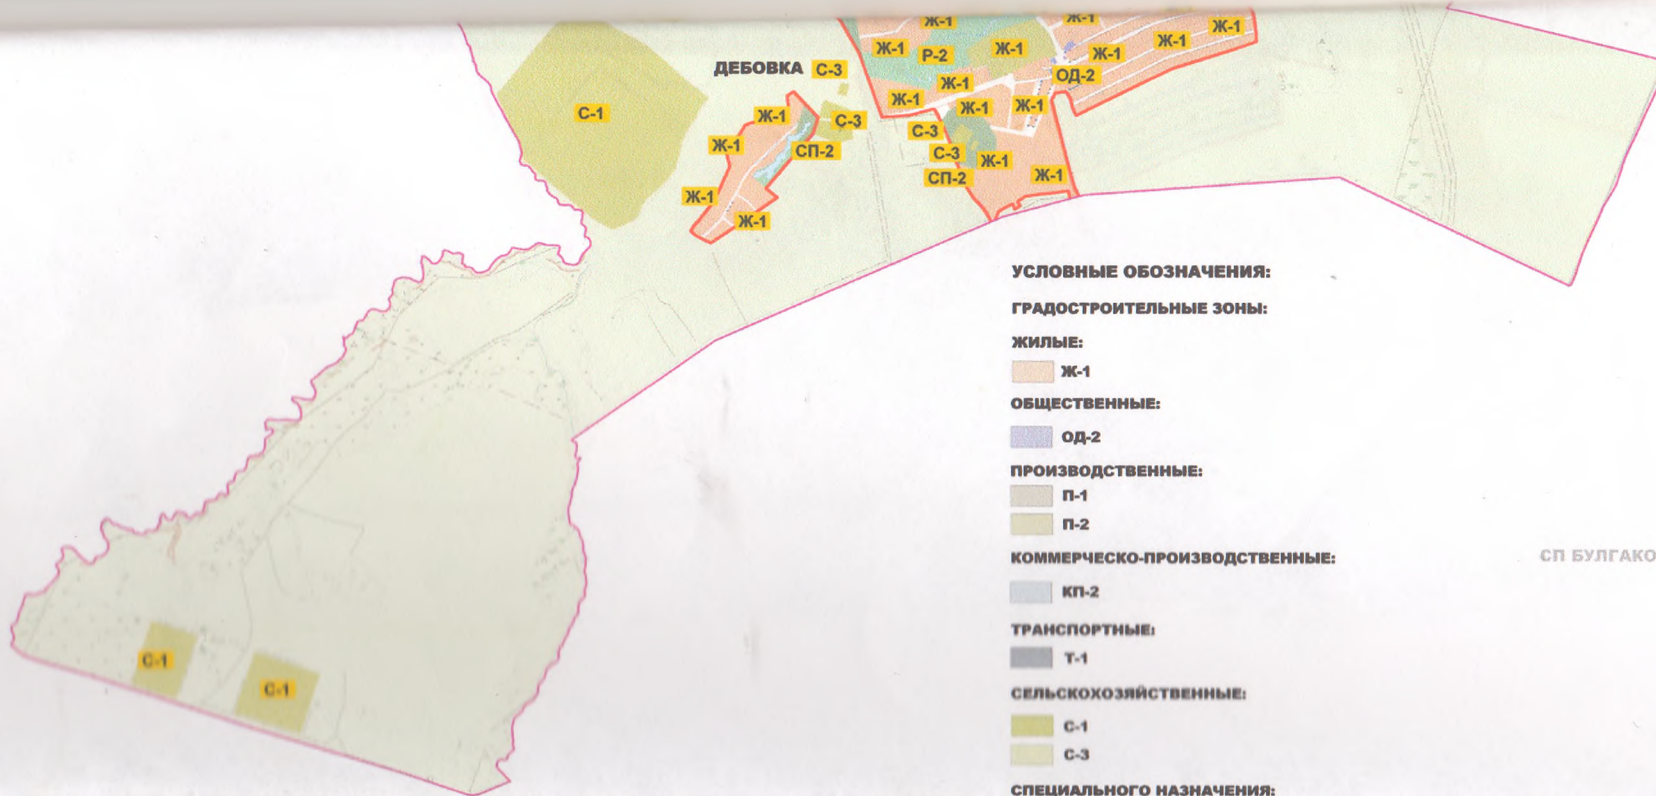 Ж-1
Ж-1
Ж-1
Ж-1
Ж-1
Ж-1
Ж-1
Р-2
ДЕБОВКА
С-3
ОД-2
Ж-1
С-1
Ж-1
Ж-1
Ж-1
Ж-1
С-3
С-3
Ж-1
СП-2
С-3
Ж-1
СП-2
Ж-1
Ж-1
Ж-1
УСЛОВНЫЕ ОБОЗНАЧЕНИЯ:
ГРАДОСТРОИТЕЛЬНЫЕ ЗОНЫ:
ЖИЛЫЕ:
Ж-1
ОБЩЕСТВЕННЫЕ:
ОД-2
ПРОИЗВОДСТВЕННЫЕ:
П-1
П-2
КОММЕРЧЕСКО-ПРОИЗВОДСТВЕННЫЕ:
СП БУЛГАКО
КП-2
ТРАНСПОРТНЫЕ:
Т-1
С-1
С-1
СЕЛЬСКОХОЗЯЙСТВЕННЫЕ:
С-1
С-3
СПЕЦИАЛЬНОГО НАЗНАЧЕНИЯ: